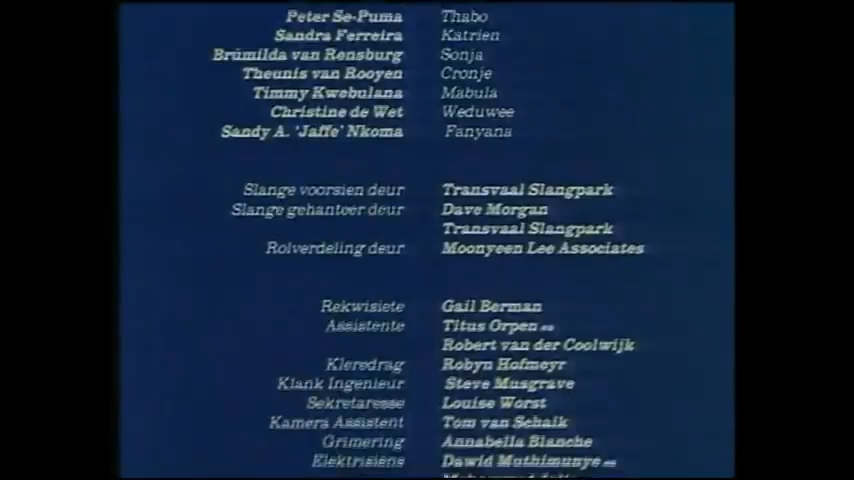 Peter Se-Puma Thabo
Sandra Ferreira Katrien
Brümilda van Rensburg Sonja
Theunis van Rooyen Cronje
Timmy Kwebulana Mabula
Christine de Wet Weduwee
Sandy A. 'Jaffe' Nkoma Fanyana
Slange voorsien deur Transvaal Slangpark
Slange gehanteer deur Dave Morgan
Transvaal Slangpark
Rolverdeling deur Moonyeen Lee Associates
Rekwisiete Gail Berman
Assistente Titus Orpen en
Robert van der Coolwijk
Kleredrag Robyn Hofmeyr
Klank Ingenieur Steve Musgrave
Sekretaresse Louise Worst
Kamera Assistent Tom van Schaik
Grimering Annabella Blanche
Elektrisiëns Dawid Muthimunye en